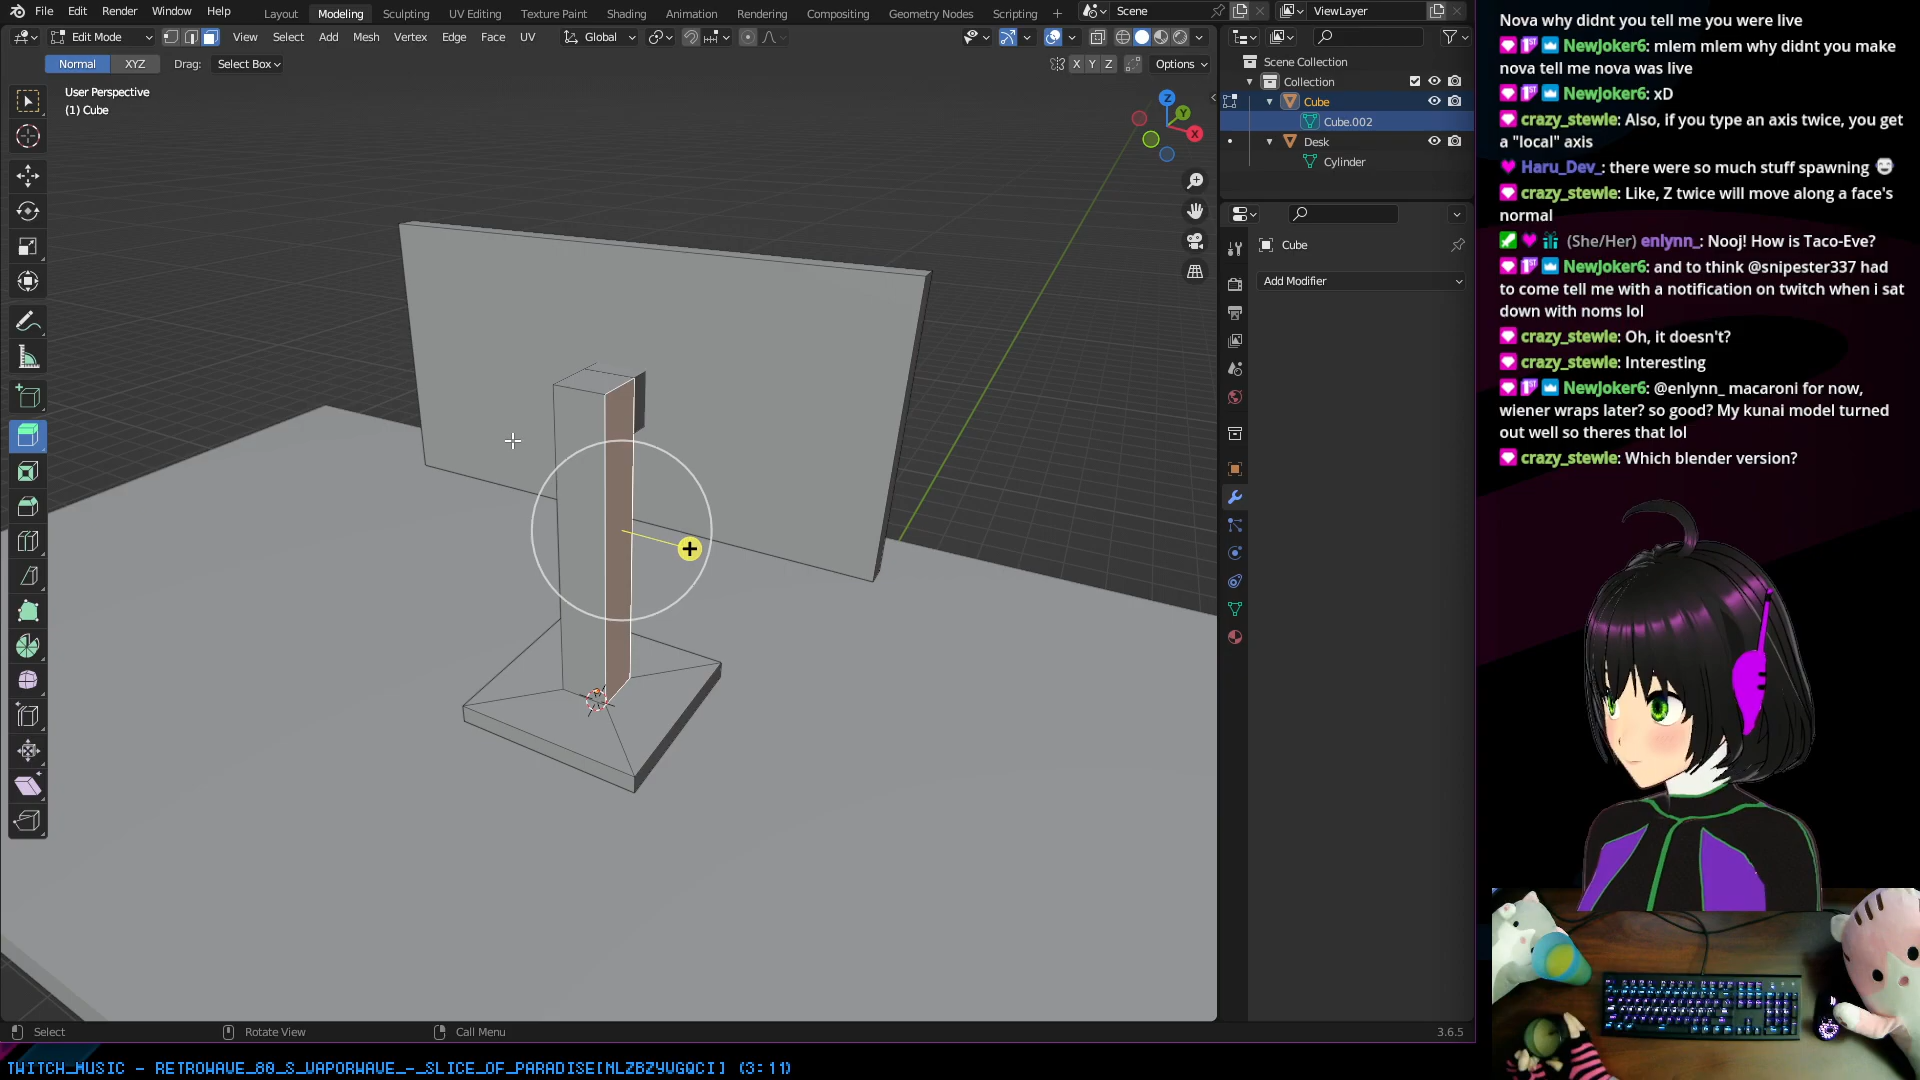 File Edit Render Window Help
Layout Modeling Sculpting UV Editing Texture Paint Shading Animation Rendering Compositing Geometry Nodes Scripting +
Scene
ViewLayer
Edit Mode
View Select Add Mesh Vertex Edge Face UV
Global
Normal XYZ Drag: Select Box
X Y Z Options
User Perspective
(1) Cube
Z
Y
X
Scene Collection
Collection
Cube
Cube.002
Desk
Cylinder
Cube
Add Modifier
Select
Rotate View
Call Menu
3.6.5
Nova why didnt you tell me you were live
NewJoker6: mlem mlem why didnt you make
nova tell me nova was live
NewJoker6: xD
crazy_stewie: Also, if you type an axis twice, you get
a "local" axis
Haru_Dev_: there were so much stuff spawning
crazy_stewie: Like, Z twice will move along a face's
normal
(She/Her) enlynn_: Nooj! How is Taco-Eve?
NewJoker6: and to think @snipester337 had
to come tell me with a notification on twitch when i sat
down with noms lol
crazy_stewie: Oh, it doesn't?
crazy_stewie: Interesting
NewJoker6: @enlynn_ macaroni for now,
wiener wraps later? so good? My kunai model turned
out well so theres that lol
crazy_stewie: Which blender version?
TWITCH_MUSIC - RETROWAVE_80_S_VAPORWAVE_-_SLICE_OF_PARADISE[NLZBZYVGQCI] (3:11)